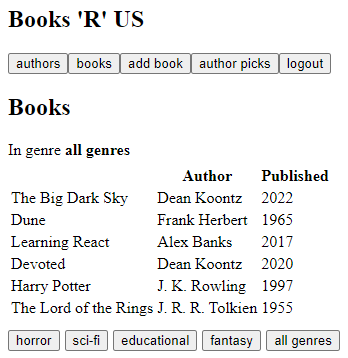 Books 'R' US
authors books add book author picks logout
Books
In genre all genres
Author Published
The Big Dark Sky Dean Koontz 2022
Dune Frank Herbert 1965
Learning React Alex Banks 2017
Devoted Dean Koontz 2020
Harry Potter J. K. Rowling 1997
The Lord of the Rings J. R. R. Tolkien 1955
horror sci-fi educational fantasy all genres